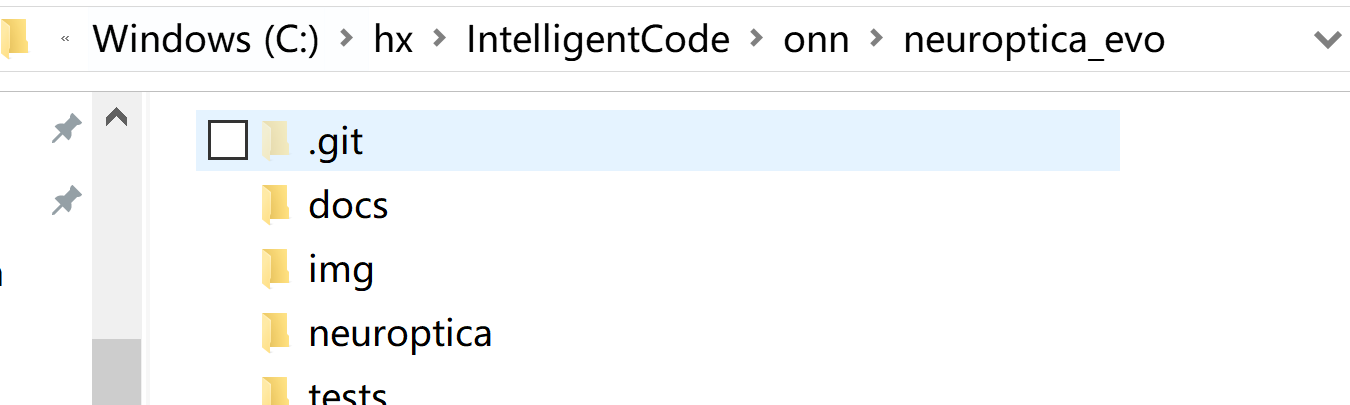 « Windows (C:) > hx > IntelligentCode > onn > neuroptica_evo
.git
docs
img
neuroptica
tests